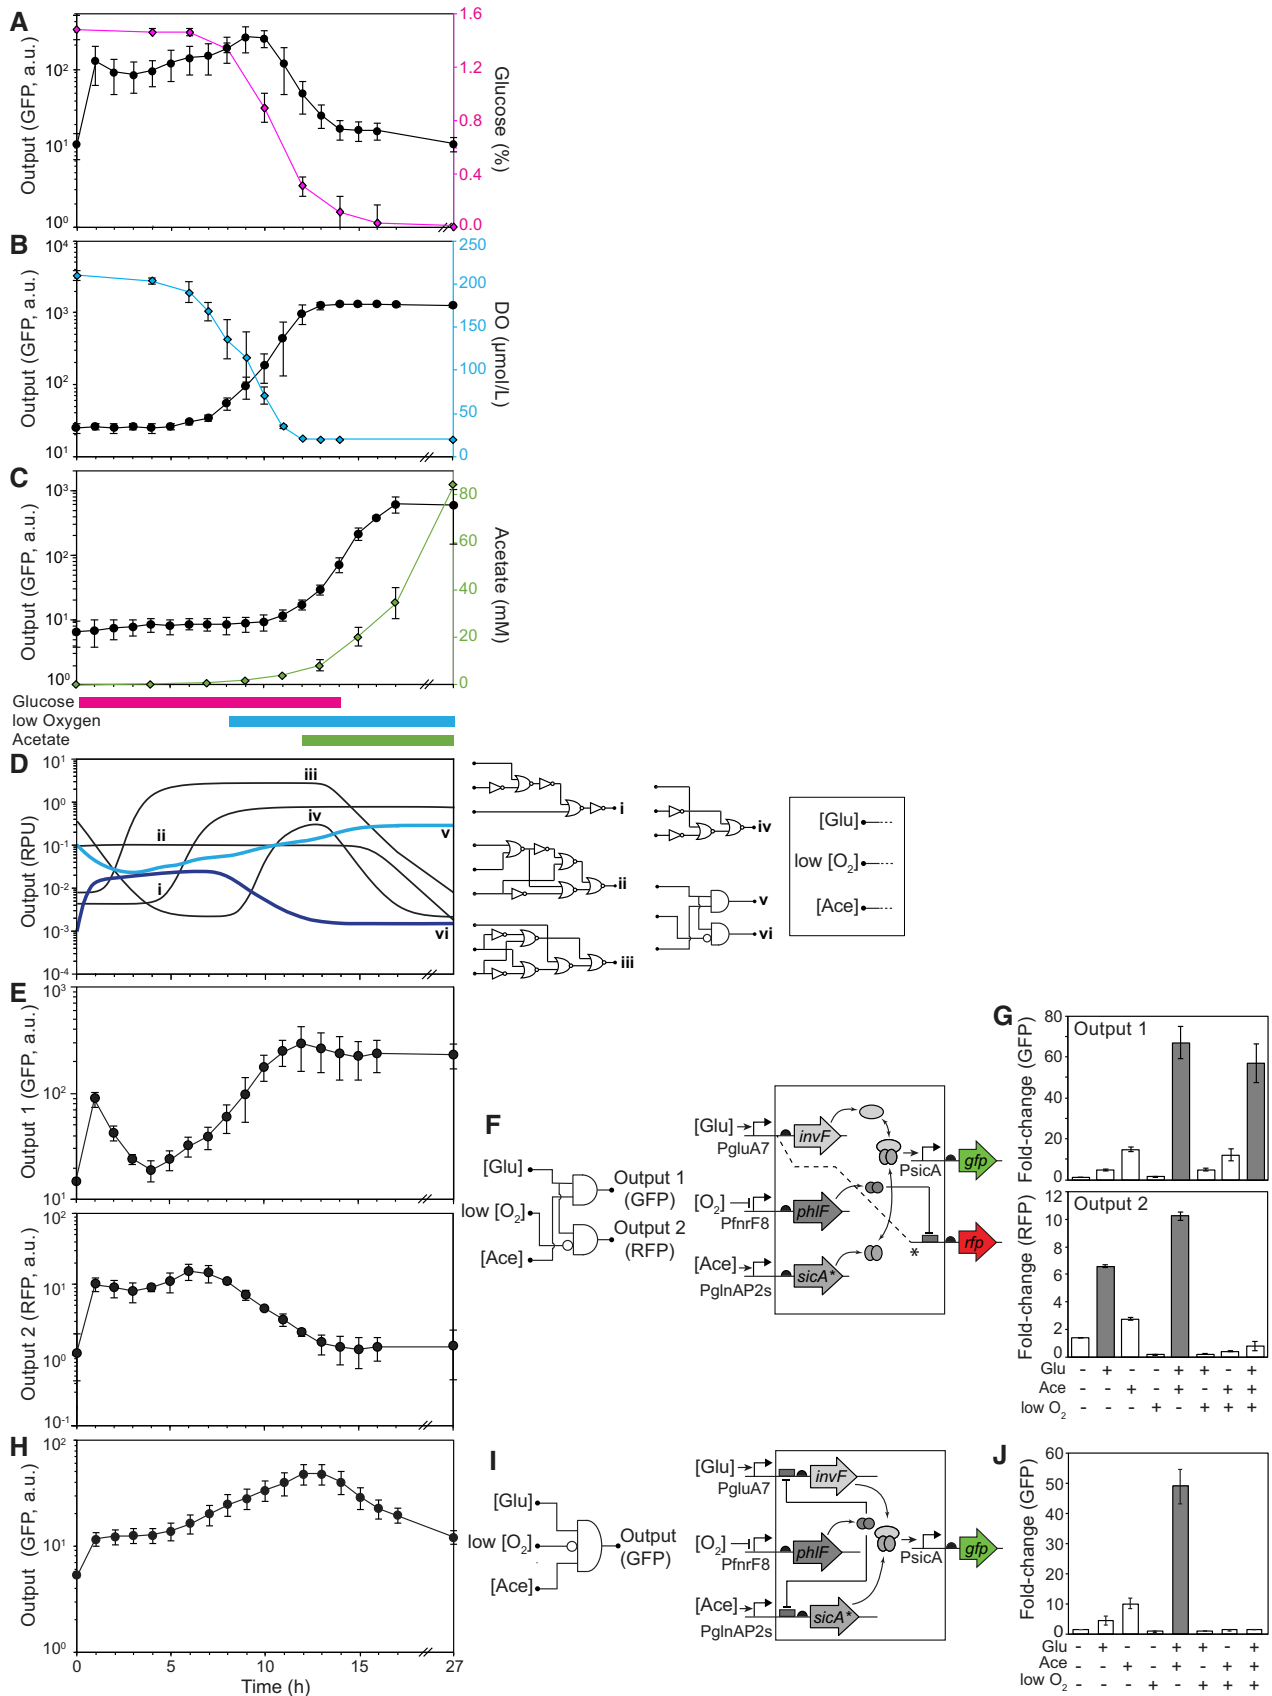 A
Output (GFP, a.u.)
10²
10¹
10⁰
1.6
1.2
0.8
0.4
0.0
Glucose (%)
B
Output (GFP, a.u.)
10⁴
10³
10²
10¹
250
200
150
100
50
0
DO (µmol/L)
C
Output (GFP, a.u.)
10³
10²
10¹
10⁰
80
60
40
20
0
Acetate (mM)
Glucose
low Oxygen
Acetate
D
Output (RPU)
10¹
10⁰
10⁻¹
10⁻²
10⁻³
10⁻⁴
iii
iv
ii
v
i
vi
i
ii
iii
iv
v
vi
[Glu]
low [O₂]
[Ace]
E
Output 1 (GFP, a.u.)
10³
10²
10¹
Output 2 (RFP, a.u.)
10²
10¹
10⁰
10⁻¹
F
[Glu]
low [O₂]
[Ace]
Output 1
(GFP)
Output 2
(RFP)
[Glu]
PgluA7
invF
PsicA
gfp
[O₂]
PfnrF8
phlF
*
rfp
[Ace]
PglnAP2s
sicA*
G
Output 1
Fold-change (GFP)
80
60
40
20
0
Output 2
Fold-change (RFP)
12
10
8
6
4
2
0
Glu - + - - + + - +
Ace - - + - + - + +
low O₂ - - - + - + + +
H
Output (GFP, a.u.)
10²
10¹
10⁰
0 5 10 15 27
Time (h)
I
[Glu]
low [O₂]
[Ace]
Output
(GFP)
[Glu]
PgluA7
invF
[O₂]
PfnrF8
phlF
PsicA
gfp
[Ace]
PglnAP2s
sicA*
J
Fold-change (GFP)
60
50
40
30
20
10
0
Glu - + - - + + - +
Ace - - + - + - + +
low O₂ - - - + - + + +